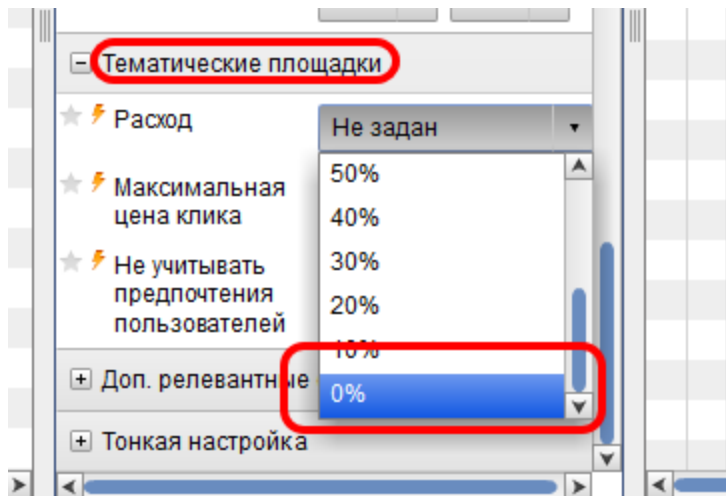 Тематические площадки
Расход
Не задан
50%
Максимальная
цена клика
40%
Не учитывать
предпочтения
пользователей
30%
20%
10%
Доп. релевантные
0%
Тонкая настройка